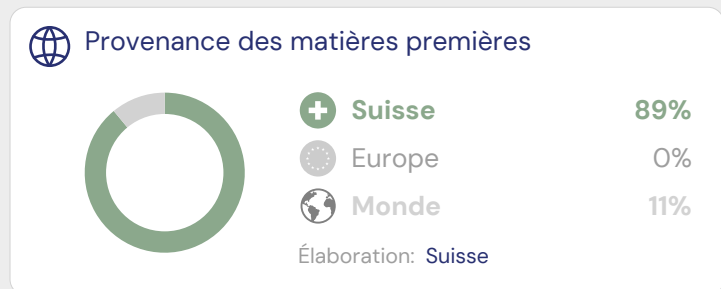 Provenance des matières premières
Suisse 89%
Europe 0%
Monde 11%
Élaboration: Suisse